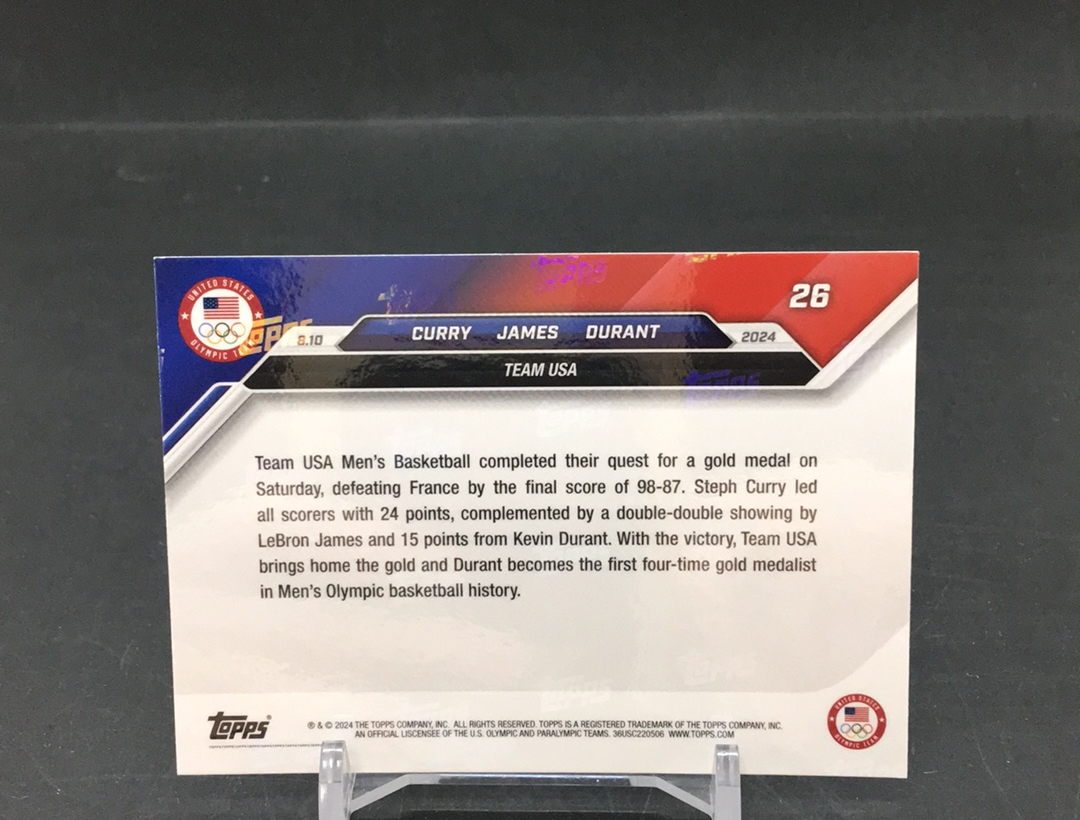 UNITED STATES
OLYMPIC TEAM
26
8.10
CURRY JAMES DURANT
2024
TEAM USA
Team USA Men's Basketball completed their quest for a gold medal on
Saturday, defeating France by the final score of 98-87. Steph Curry led
all scorers with 24 points, complemented by a double-double showing by
LeBron James and 15 points from Kevin Durant. With the victory, Team USA
brings home the gold and Durant becomes the first four-time gold medalist
in Men's Olympic basketball history.
Topps®
® & © 2024 THE TOPPS COMPANY, INC. ALL RIGHTS RESERVED. TOPPS IS A REGISTERED TRADEMARK OF THE TOPPS COMPANY, INC.
AN OFFICIAL LISCENSEE OF THE U.S. OLYMPIC AND PARALYMPIC TEAMS. 36USC220506 WWW.TOPPS.COM
UNITED STATES
OLYMPIC TEAM